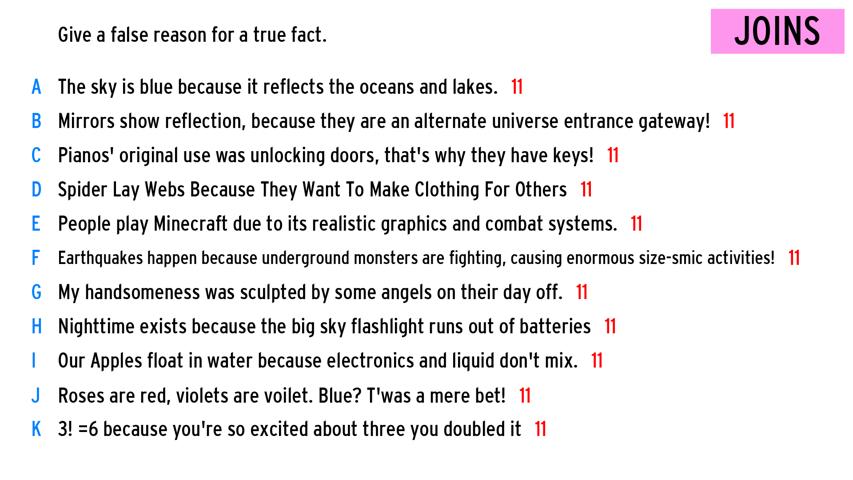 Give a false reason for a true fact.
JOINS
A The sky is blue because it reflects the oceans and lakes. 11
B Mirrors show reflection, because they are an alternate universe entrance gateway! 11
C Pianos' original use was unlocking doors, that's why they have keys! 11
D Spider Lay Webs Because They Want To Make Clothing For Others 11
E People play Minecraft due to its realistic graphics and combat systems. 11
F Earthquakes happen because underground monsters are fighting, causing enormous size-smic activities! 11
G My handsomeness was sculpted by some angels on their day off. 11
H Nighttime exists because the big sky flashlight runs out of batteries 11
I Our Apples float in water because electronics and liquid don't mix. 11
J Roses are red, violets are voilet. Blue? T'was a mere bet! 11
K 3! =6 because you're so excited about three you doubled it 11